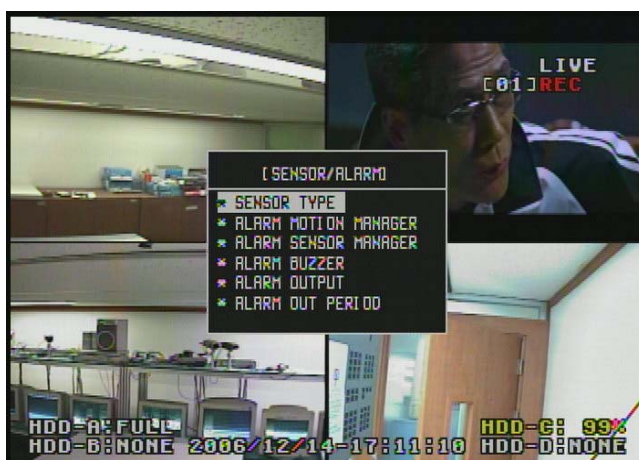 LIVE
[01]REC
[SENSOR/ALARM]
SENSOR TYPE
ALARM MOTION MANAGER
ALARM SENSOR MANAGER
ALARM BUZZER
ALARM OUTPUT
ALARM OUT PERIOD
HDD-A:FULL HDD-C: 99%
HDD-B:NONE 2006/12/14-17:11:10 HDD-D:NONE